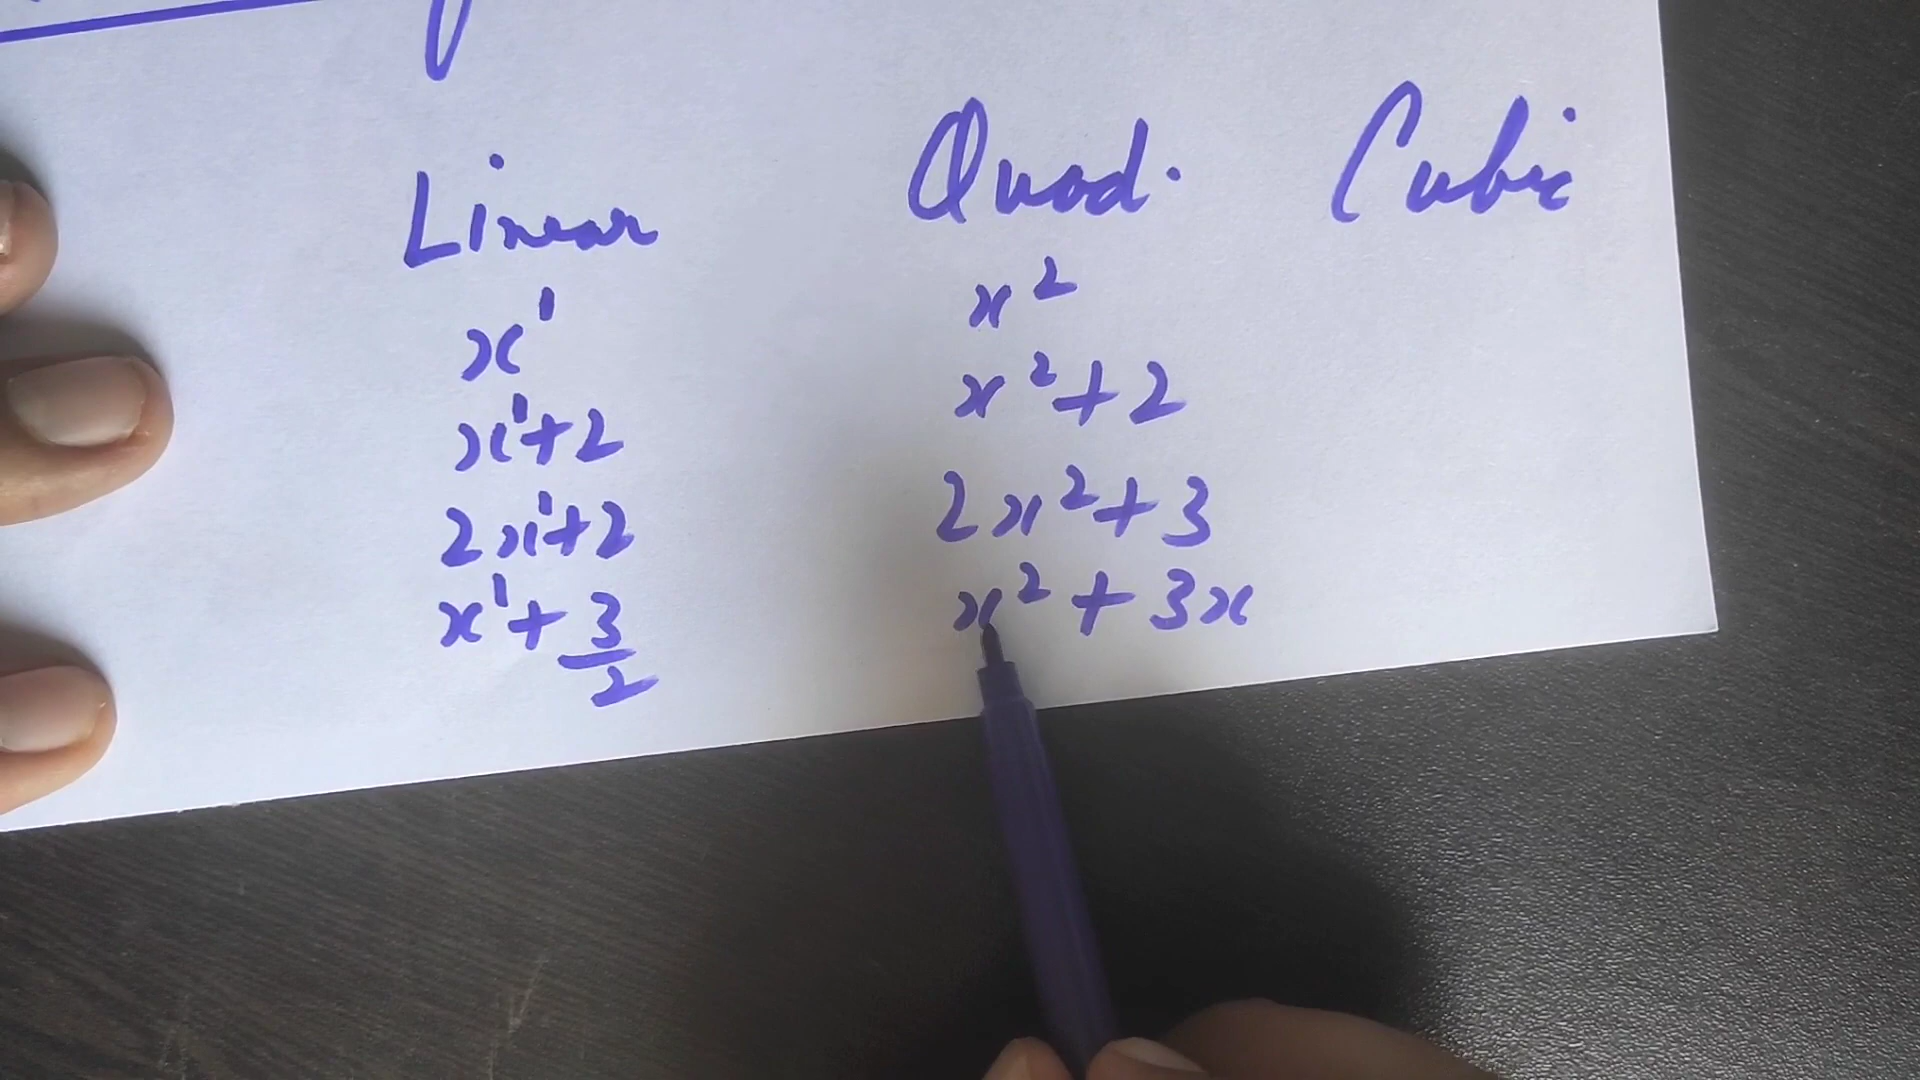 Linear Quad. Cubic
x¹ x²
x¹+2 x²+2
2x¹+2 2x²+3
x¹+3/2 x²+3x